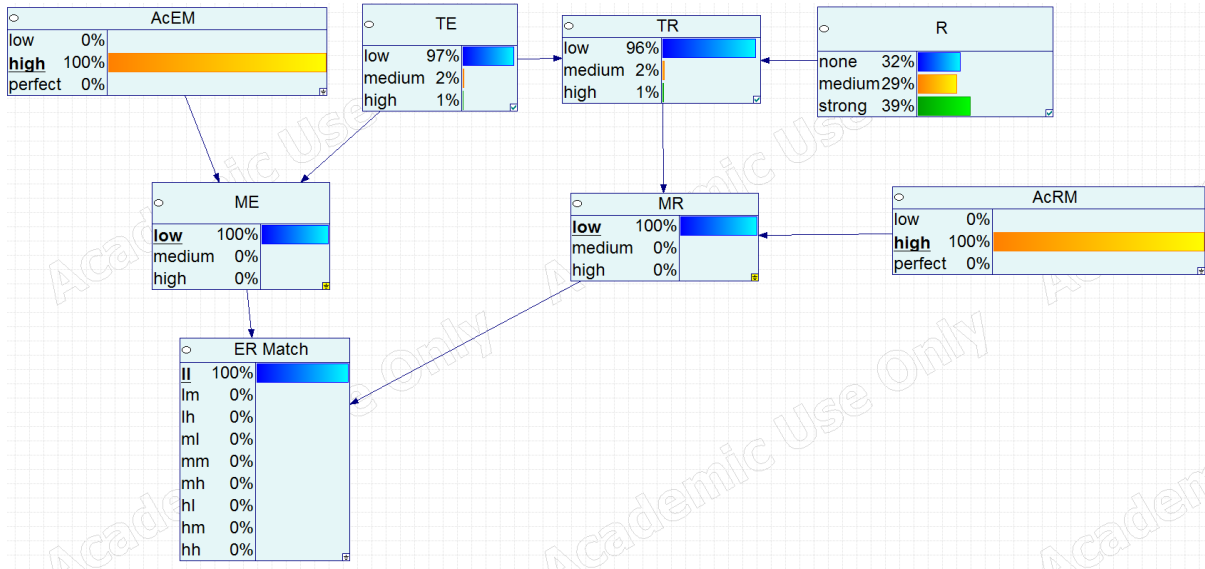 AcEM
low 0%
high 100%
perfect 0%
TE
low 97%
medium 2%
high 1%
TR
low 96%
medium 2%
high 1%
R
none 32%
medium 29%
strong 39%
ME
low 100%
medium 0%
high 0%
MR
low 100%
medium 0%
high 0%
AcRM
low 0%
high 100%
perfect 0%
ER Match
ll 100%
lm 0%
lh 0%
ml 0%
mm 0%
mh 0%
hl 0%
hm 0%
hh 0%
Academic Use Only
Academic Use Only
Academic Use Only
Academic Use Only
Academic
Academic